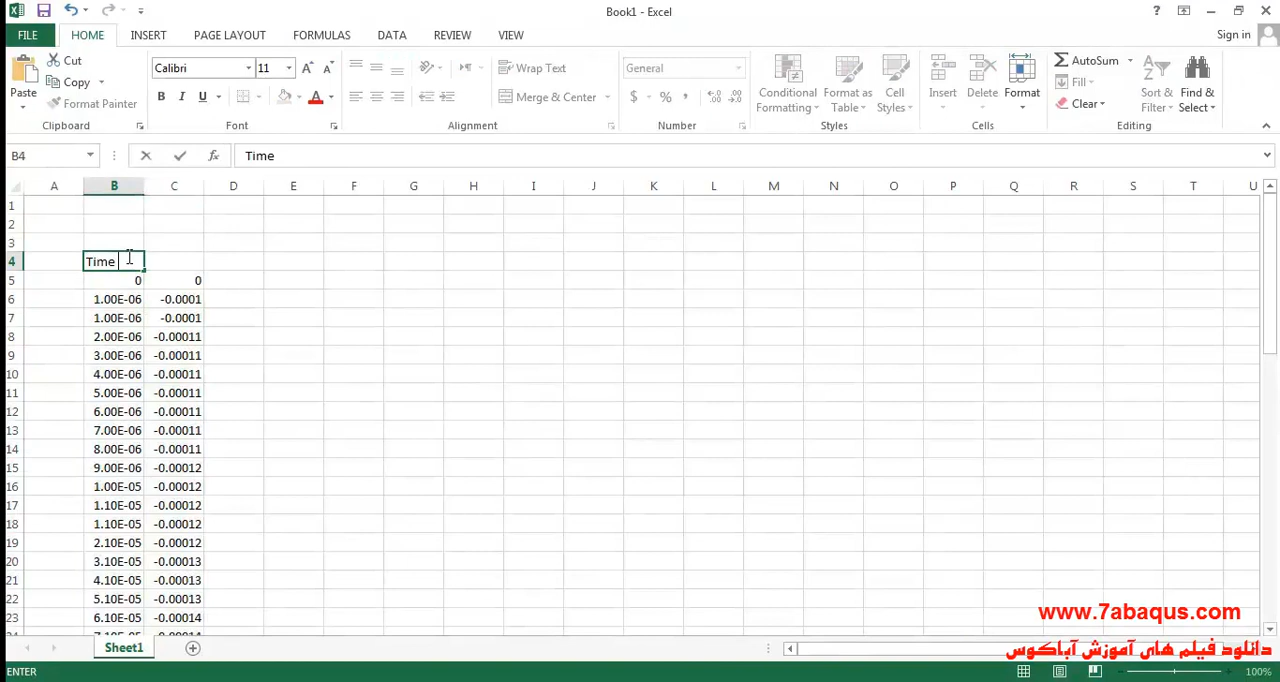 Book1 - Excel
?
FILE HOME INSERT PAGE LAYOUT FORMULAS DATA REVIEW VIEW
Sign in
Paste
Cut
Copy
Format Painter
Clipboard
Calibri 11
B I U
Font
Wrap Text
Merge & Center
Alignment
General
$ % ,
Number
Conditional Formatting
Format as Table
Cell Styles
Styles
Insert
Delete
Format
Cells
AutoSum
Fill
Clear
Sort & Filter
Find & Select
Editing
B4 fx Time
A B C D E F G H I J K L M N O P Q R S T U
1
2
3
4 Time
5 0 0
6 1.00E-06 -0.0001
7 1.00E-06 -0.0001
8 2.00E-06 -0.00011
9 3.00E-06 -0.00011
10 4.00E-06 -0.00011
11 5.00E-06 -0.00011
12 6.00E-06 -0.00011
13 7.00E-06 -0.00011
14 8.00E-06 -0.00011
15 9.00E-06 -0.00012
16 1.00E-05 -0.00012
17 1.10E-05 -0.00012
18 1.10E-05 -0.00012
19 2.10E-05 -0.00012
20 3.10E-05 -0.00013
21 4.10E-05 -0.00013
22 5.10E-05 -0.00013
23 6.10E-05 -0.00014
24 7.10E-05 -0.00014
www.7abaqus.com
دانلود فیلم های آموزش آباکوس
Sheet1
ENTER
100%